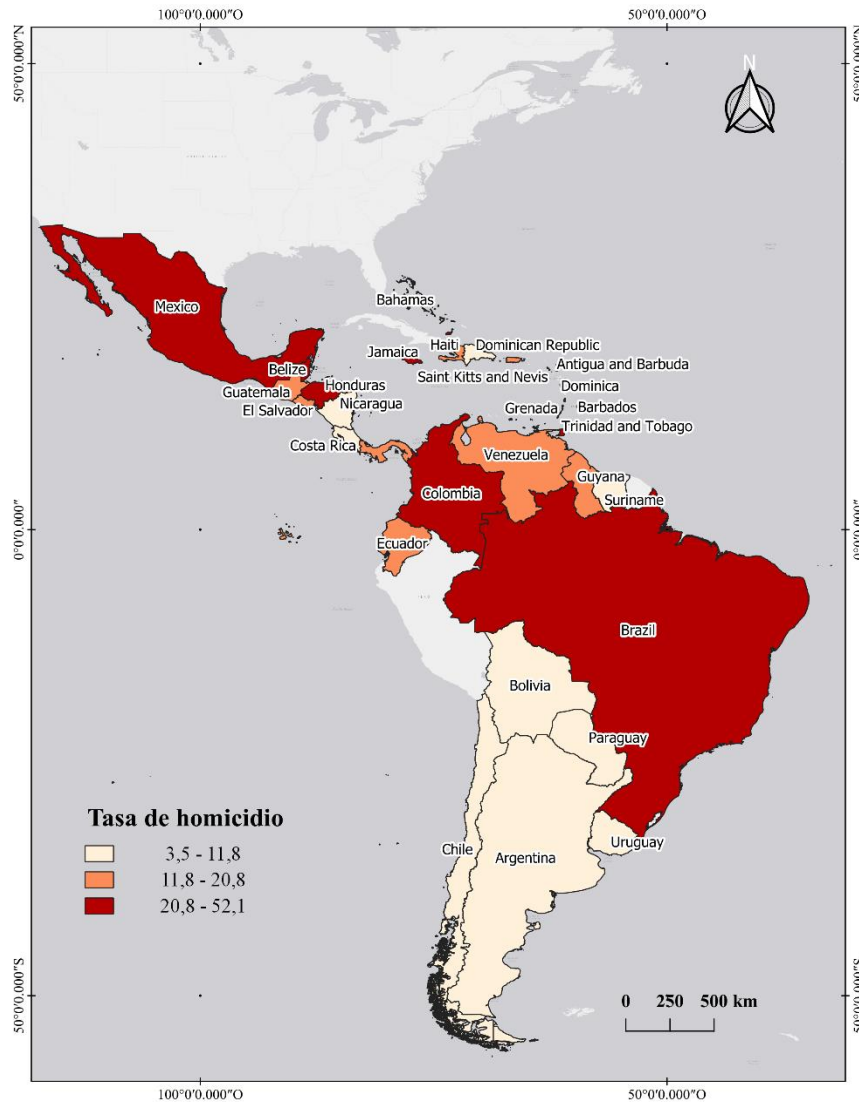 100°0'0.000"O
50°0'0.000"O
50°0'0.000"N
50°0'0.000"N
N
Mexico
Bahamas
Haiti
Dominican Republic
Jamaica
Belize
Antigua and Barbuda
Saint Kitts and Nevis
Honduras
Dominica
Guatemala
Nicaragua
El Salvador
Grenada
Barbados
Trinidad and Tobago
Costa Rica
Venezuela
Guyana
Colombia
Suriname
0°0'0.000"
0°0'0.000"
Ecuador
Brazil
Bolivia
Paraguay
Tasa de homicidio
3,5 - 11,8
11,8 - 20,8
20,8 - 52,1
Chile
Uruguay
Argentina
0 250 500 km
50°0'0.000"S
50°0'0.000"S
100°0'0.000"O
50°0'0.000"O